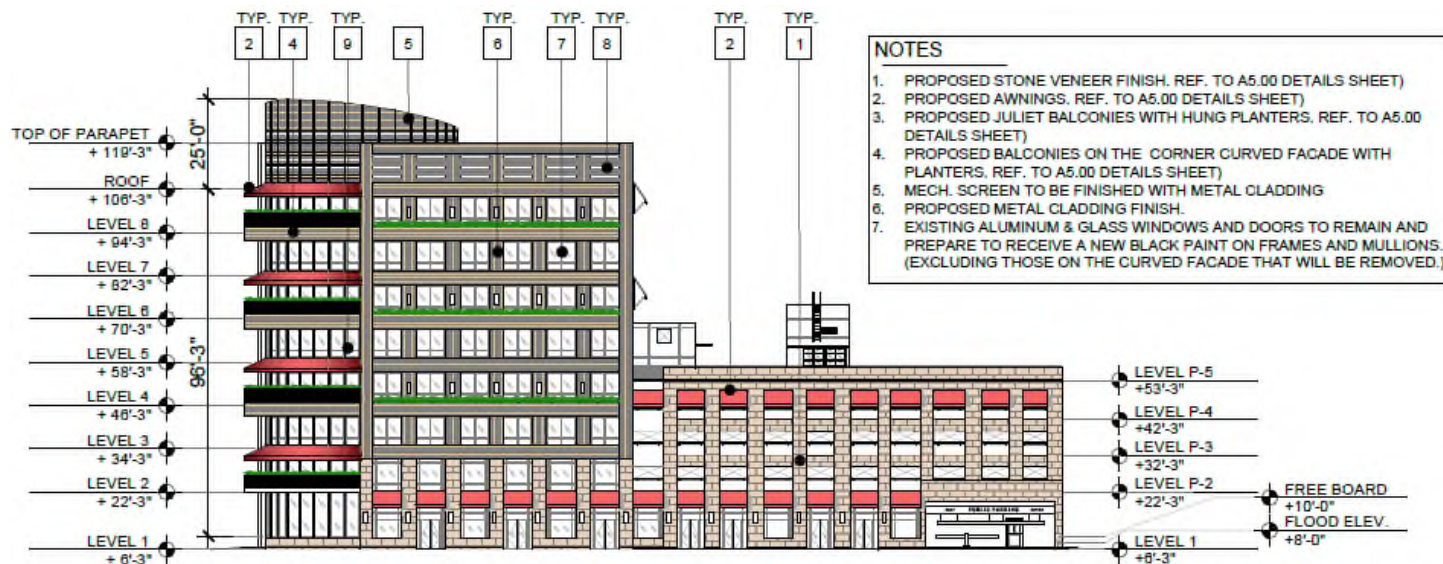 TYP. TYP. TYP. TYP. TYP. TYP. TYP. TYP.
2 4 9 5 6 7 8 2 1
NOTES
1. PROPOSED STONE VENEER FINISH. REF. TO A5.00 DETAILS SHEET)
2. PROPOSED AWNINGS. REF. TO A5.00 DETAILS SHEET)
3. PROPOSED JULIET BALCONIES WITH HUNG PLANTERS. REF. TO A5.00
DETAILS SHEET)
4. PROPOSED BALCONIES ON THE CORNER CURVED FACADE WITH
PLANTERS. REF. TO A5.00 DETAILS SHEET)
5. MECH. SCREEN TO BE FINISHED WITH METAL CLADDING
6. PROPOSED METAL CLADDING FINISH.
7. EXISTING ALUMINUM & GLASS WINDOWS AND DOORS TO REMAIN AND
PREPARE TO RECEIVE A NEW BLACK PAINT ON FRAMES AND MULLIONS.
(EXCLUDING THOSE ON THE CURVED FACADE THAT WILL BE REMOVED.)
25'-0"
96'-3"
TOP OF PARAPET
+ 119'-3"
ROOF
+ 106'-3"
LEVEL 8
+ 94'-3"
LEVEL 7
+ 82'-3"
LEVEL 6
+ 70'-3"
LEVEL 5
+ 58'-3"
LEVEL 4
+ 46'-3"
LEVEL 3
+ 34'-3"
LEVEL 2
+ 22'-3"
LEVEL 1
+ 6'-3"
PUBLIC PARKING
LEVEL P-5
+53'-3"
LEVEL P-4
+42'-3"
LEVEL P-3
+32'-3"
LEVEL P-2
+22'-3"
LEVEL 1
+6'-3"
FREE BOARD
+10'-0"
FLOOD ELEV.
+8'-0"